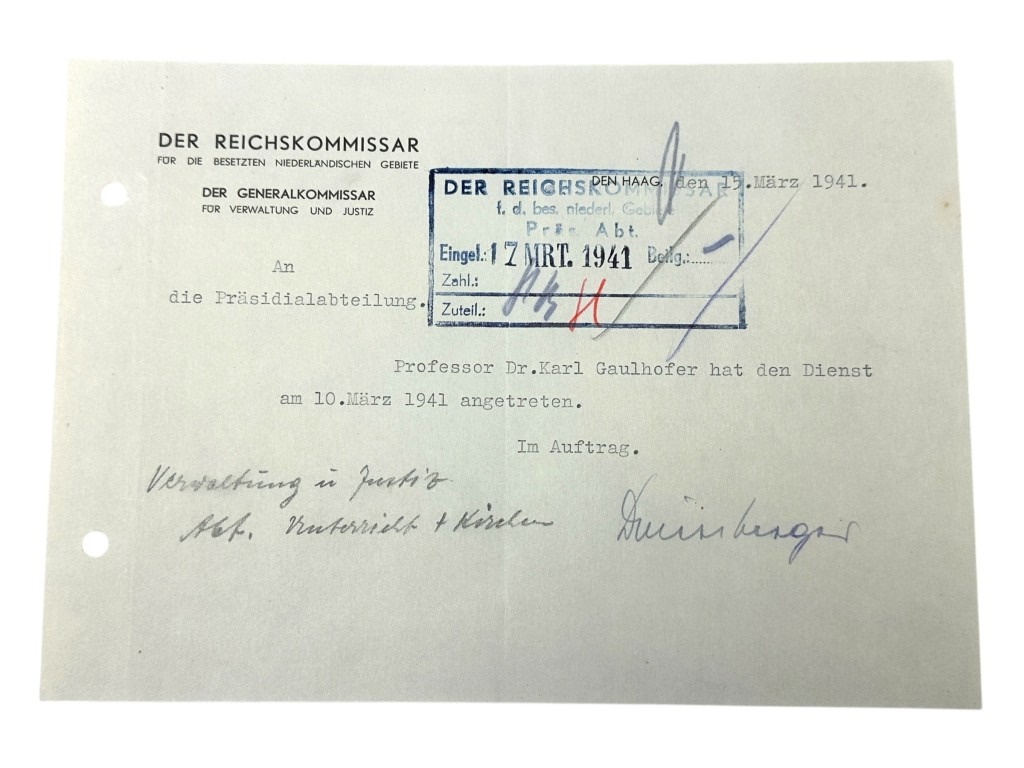 DER REICHSKOMMISSAR
FÜR DIE BESETZTEN NIEDERLÄNDISCHEN GEBIETE
DER GENERALKOMMISSAR
FÜR VERWALTUNG UND JUSTIZ
DEN HAAG, den 15.März 1941.
DER REICHSKOMMISSAR
f. d. bes. niederl. Gebiete
Präs. Abt.
Eingel.: 17 MRT. 1941 Beilg.:
Zahl.:
Zuteil.:
An
die Präsidialabteilung.
Professor Dr.Karl Gaulhofer hat den Dienst
am 10.März 1941 angetreten.
Im Auftrag.
Verwaltung u Justiz
Abt. Unterricht + Kirchen